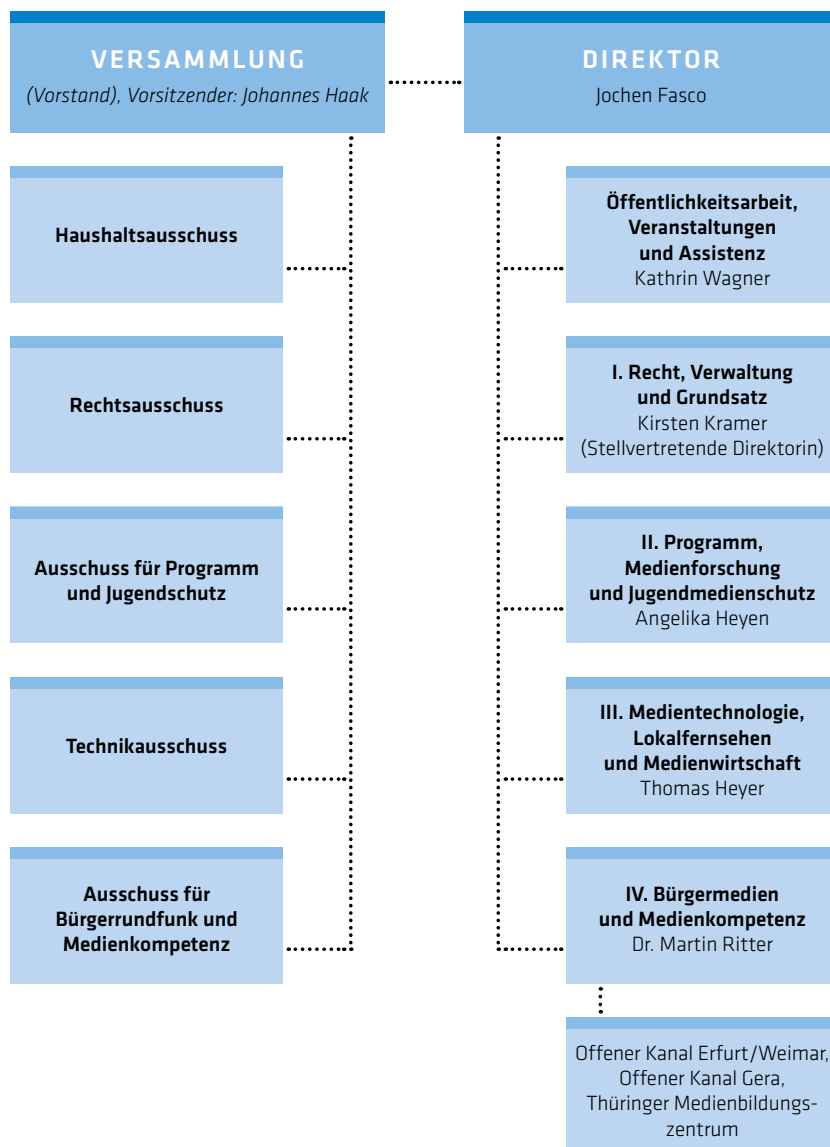 VERSAMMLUNG
(Vorstand), Vorsitzender: Johannes Haak
DIREKTOR
Jochen Fasco
Haushaltsausschuss
Rechtsausschuss
Ausschuss für Programm
und Jugendschutz
Technikausschuss
Ausschuss für
Bürgerrundfunk und
Medienkompetenz
Öffentlichkeitsarbeit,
Veranstaltungen
und Assistenz
Kathrin Wagner
I. Recht, Verwaltung
und Grundsatz
Kirsten Kramer
(Stellvertretende Direktorin)
II. Programm,
Medienforschung
und Jugendmedienschutz
Angelika Heyen
III. Medientechnologie,
Lokalfernsehen
und Medienwirtschaft
Thomas Heyer
IV. Bürgermedien
und Medienkompetenz
Dr. Martin Ritter
Offener Kanal Erfurt/Weimar,
Offener Kanal Gera,
Thüringer Medienbildungs-
zentrum